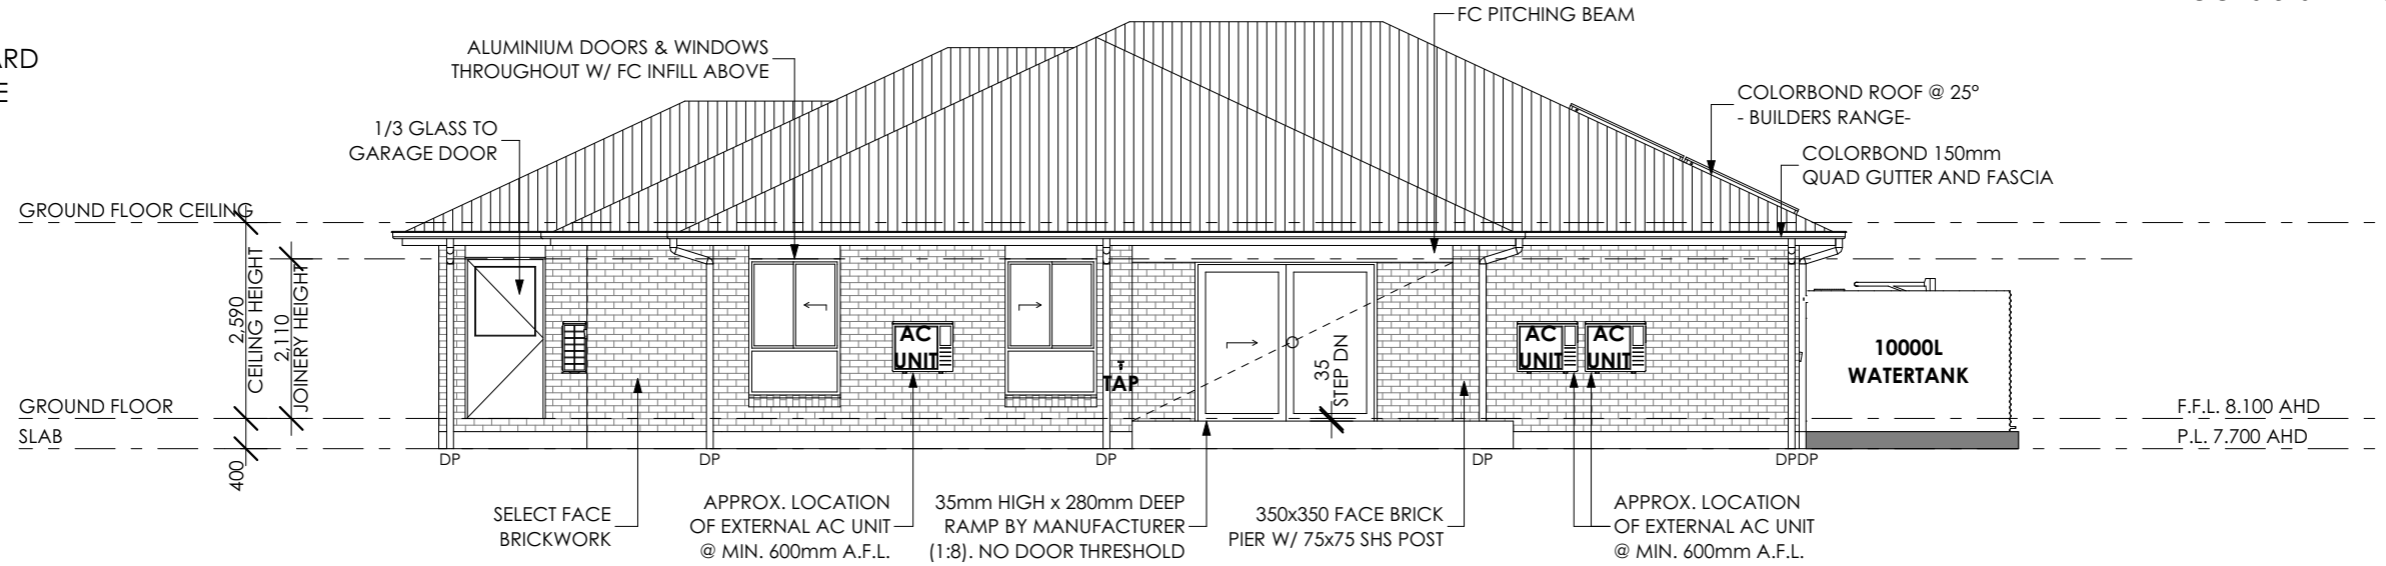 FC PITCHING BEAM
ALUMINIUM DOORS & WINDOWS
THROUGHOUT W/ FC INFILL ABOVE
COLORBOND ROOF @ 25°
- BUILDERS RANGE-
1/3 GLASS TO
GARAGE DOOR
COLORBOND 150mm
QUAD GUTTER AND FASCIA
GROUND FLOOR CEILING
2,590
CEILING HEIGHT
2,110
JOINERY HEIGHT
AC
UNIT
TAP
35
STEP DN
AC
UNIT
AC
UNIT
10000L
WATERTANK
GROUND FLOOR
F.F.L. 8.100 AHD
SLAB
P.L. 7.700 AHD
400
DP
DP
DP
DP
DPDP
SELECT FACE
BRICKWORK
APPROX. LOCATION
OF EXTERNAL AC UNIT
@ MIN. 600mm A.F.L.
35mm HIGH x 280mm DEEP
RAMP BY MANUFACTURER
(1:8). NO DOOR THRESHOLD
350x350 FACE BRICK
PIER W/ 75x75 SHS POST
APPROX. LOCATION
OF EXTERNAL AC UNIT
@ MIN. 600mm A.F.L.